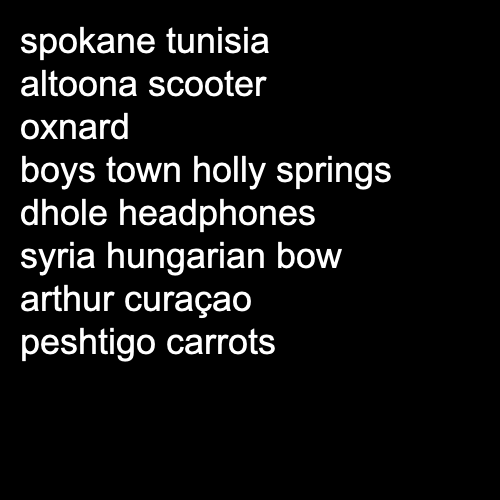 spokane tunisia
altoona scooter
oxnard
boys town holly springs
dhole headphones
syria hungarian bow
arthur curaçao
peshtigo carrots